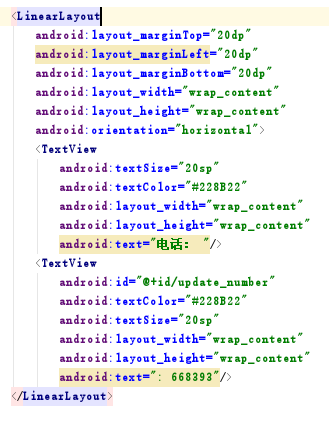 <LinearLayout
android:layout_marginTop="20dp"
android:layout_marginLeft="20dp"
android:layout_marginBottom="20dp"
android:layout_width="wrap_content"
android:layout_height="wrap_content"
android:orientation="horizontal">
<TextView
android:textSize="20sp"
android:textColor="#228B22"
android:layout_width="wrap_content"
android:layout_height="wrap_content"
android:text="电话： "/>
<TextView
android:id="@+id/update_number"
android:textColor="#228B22"
android:textSize="20sp"
android:layout_width="wrap_content"
android:layout_height="wrap_content"
android:text=": 668393"/>
</LinearLayout>